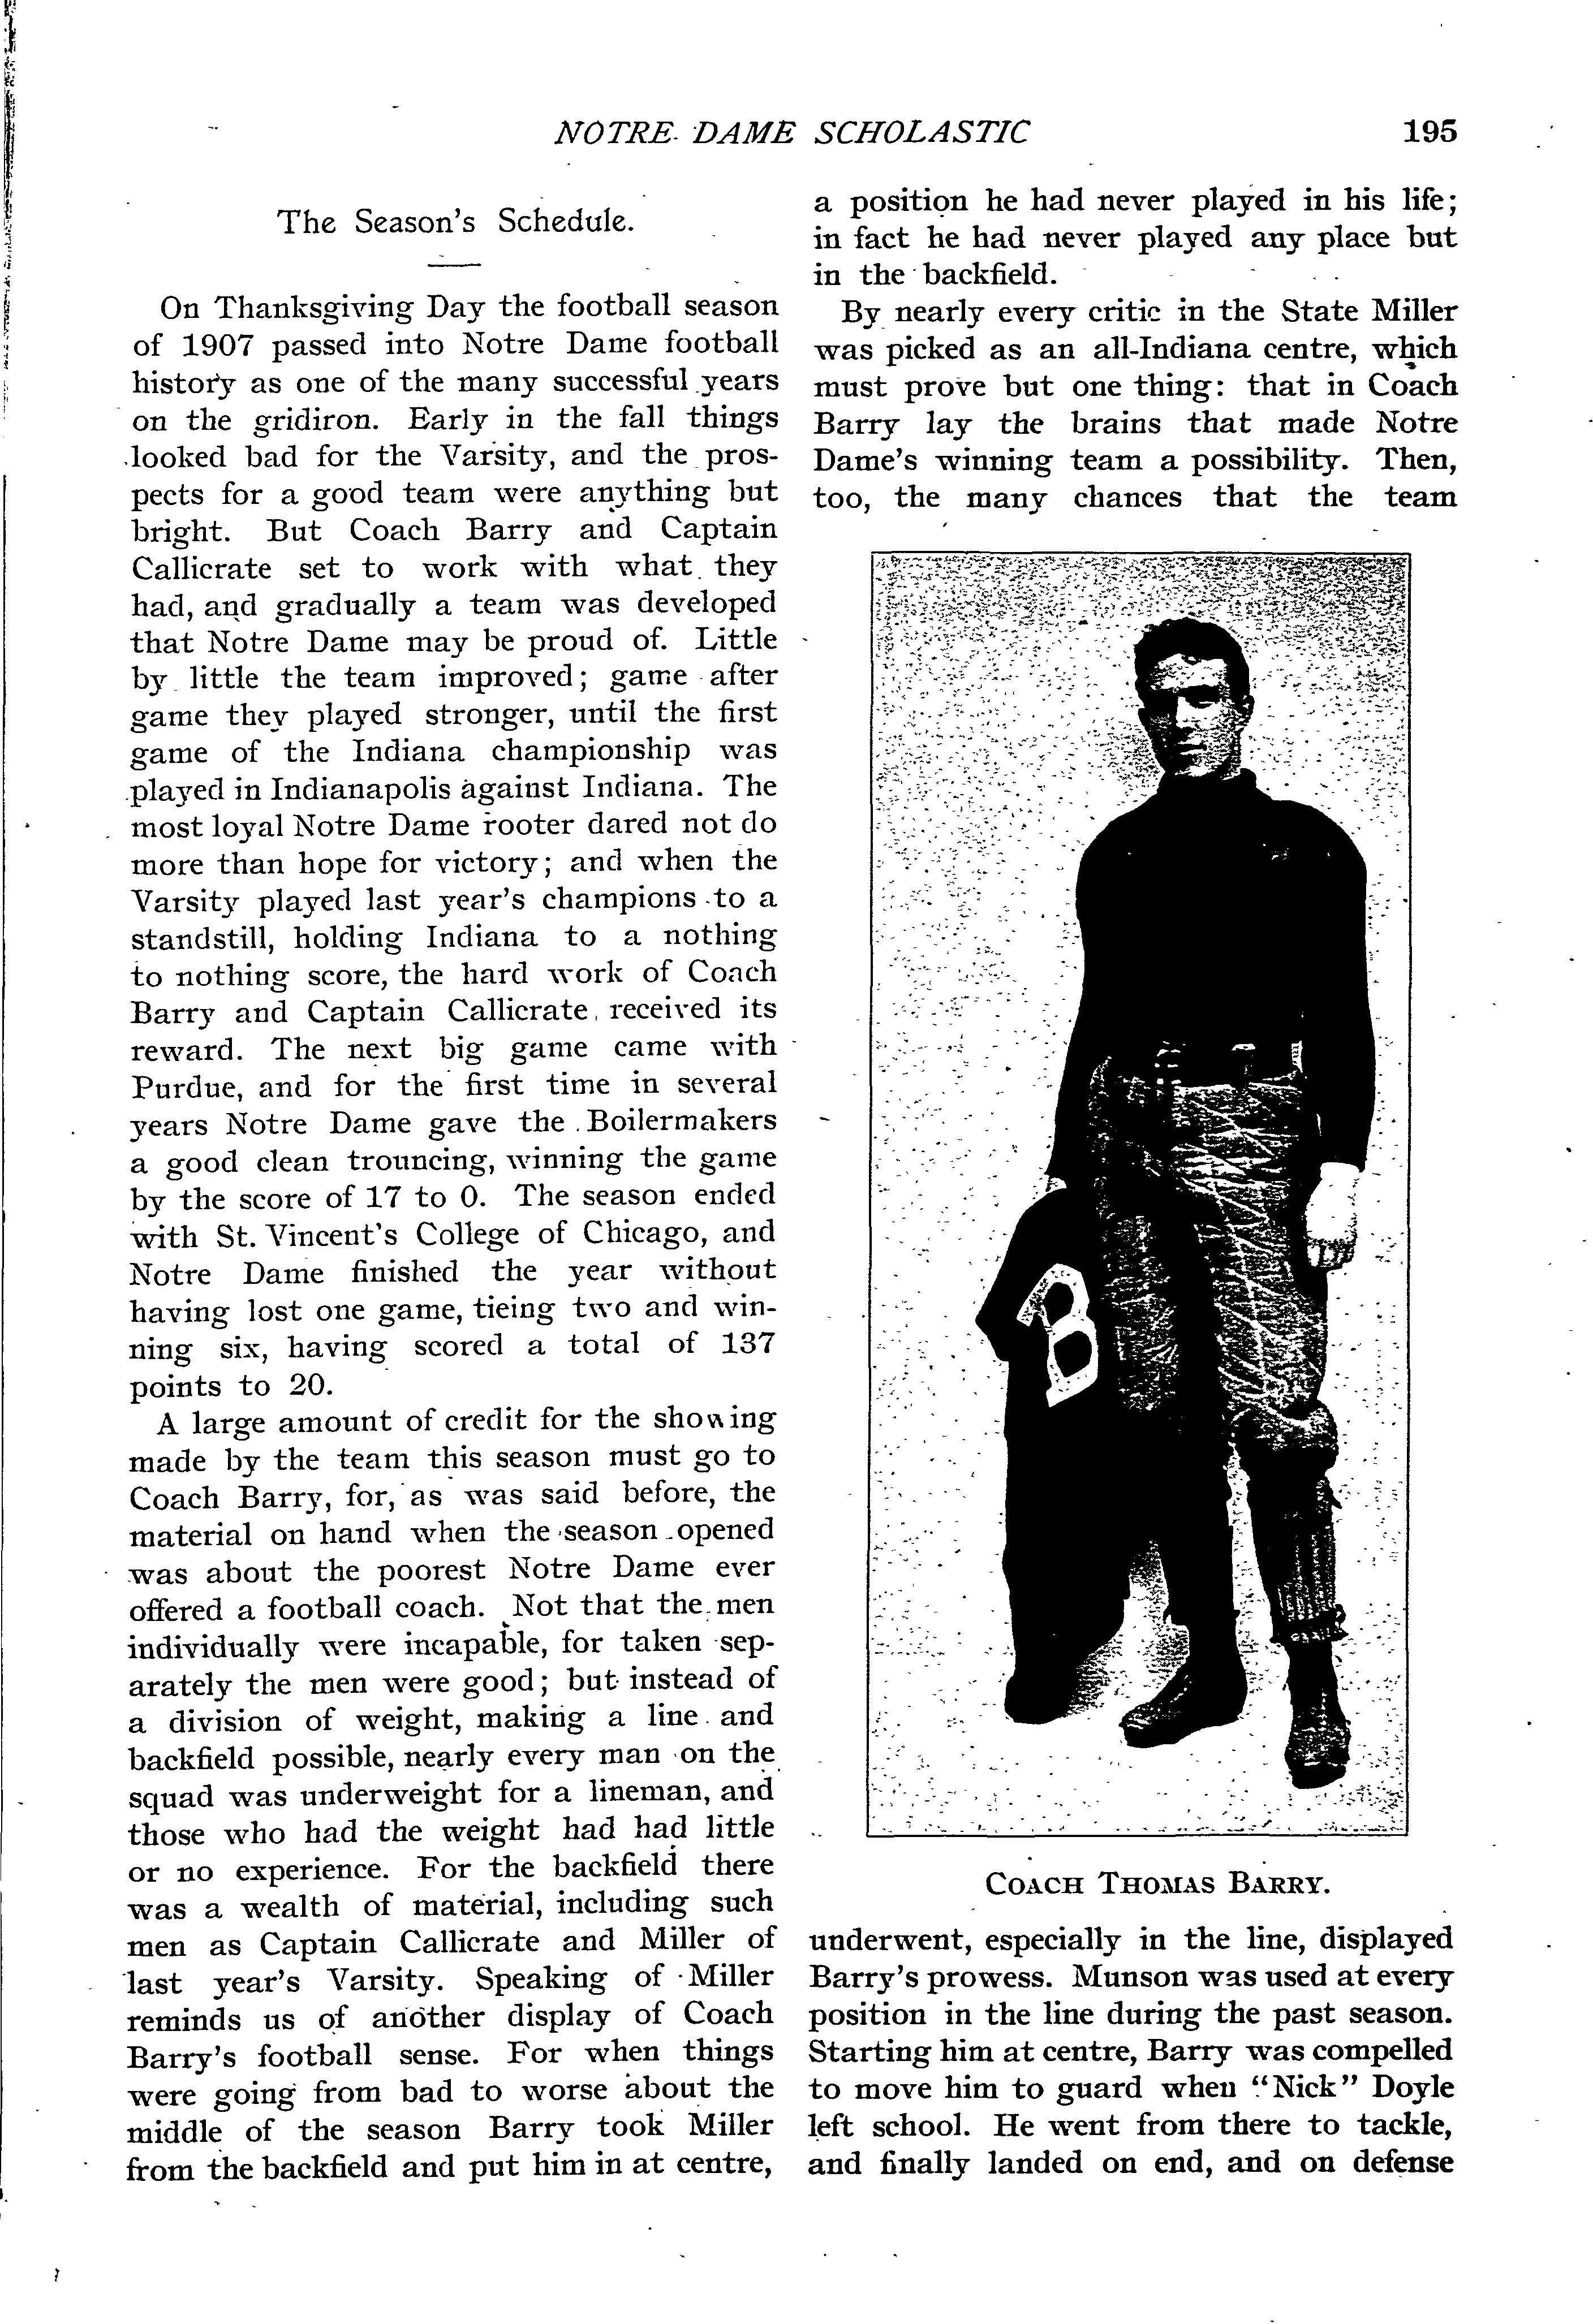 NOTRE DAME SCHOLASTIC 195
The Season's Schedule.
On Thanksgiving Day the football season
of 1907 passed into Notre Dame football
history as one of the many successful years
on the gridiron. Early in the fall things
looked bad for the Varsity, and the pros-
pects for a good team were anything but
bright. But Coach Barry and Captain
Callicrate set to work with what they
had, and gradually a team was developed
that Notre Dame may be proud of. Little
by little the team improved; game after
game they played stronger, until the first
game of the Indiana championship was
played in Indianapolis against Indiana. The
most loyal Notre Dame rooter dared not do
more than hope for victory; and when the
Varsity played last year's champions to a
standstill, holding Indiana to a nothing
to nothing score, the hard work of Coach
Barry and Captain Callicrate received its
reward. The next big game came with
Purdue, and for the first time in several
years Notre Dame gave the Boilermakers
a good clean trouncing, winning the game
by the score of 17 to 0. The season ended
with St. Vincent's College of Chicago, and
Notre Dame finished the year without
having lost one game, tieing two and win-
ning six, having scored a total of 137
points to 20.
A large amount of credit for the showing
made by the team this season must go to
Coach Barry, for, as was said before, the
material on hand when the season opened
was about the poorest Notre Dame ever
offered a football coach. Not that the men
individually were incapable, for taken sep-
arately the men were good; but instead of
a division of weight, making a line and
backfield possible, nearly every man on the
squad was underweight for a lineman, and
those who had the weight had had little
or no experience. For the backfield there
was a wealth of material, including such
men as Captain Callicrate and Miller of
last year's Varsity. Speaking of Miller
reminds us of another display of Coach
Barry's football sense. For when things
were going from bad to worse about the
middle of the season Barry took Miller
from the backfield and put him in at centre,
a position he had never played in his life;
in fact he had never played any place but
in the backfield.
By nearly every critic in the State Miller
was picked as an all-Indiana centre, which
must prove but one thing: that in Coach
Barry lay the brains that made Notre
Dame's winning team a possibility. Then,
too, the many chances that the team
B
COACH THOMAS BARRY.
underwent, especially in the line, displayed
Barry's prowess. Munson was used at every
position in the line during the past season.
Starting him at centre, Barry was compelled
to move him to guard when "Nick" Doyle
left school. He went from there to tackle,
and finally landed on end, and on defense